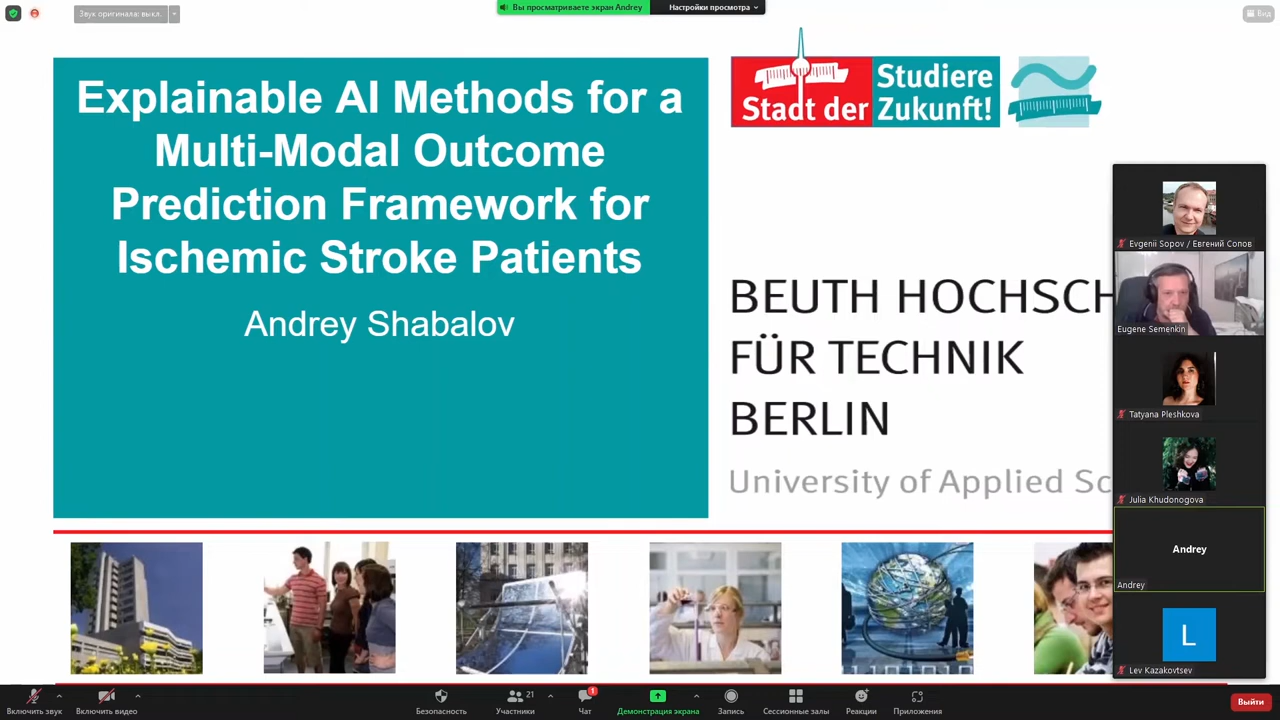 Звук оригинала: выкл.
Вы просматриваете экран Andrey
Настройки просмотра
Вид
Explainable AI Methods for a
Multi-Modal Outcome
Prediction Framework for
Ischemic Stroke Patients
Andrey Shabalov
Stadt der
Studiere
Zukunft!
BEUTH HOCHSCH
FÜR TECHNIK
BERLIN
University of Applied Sc
Evgenii Sopov / Евгений Сопов
Eugene Semenkin
Tatyana Pleshkova
Julia Khudonogova
Andrey
Andrey
L
Lev Kazakovtsev
Включить звук
Включить видео
Безопасность
21
Участники
1
Чат
Демонстрация экрана
Запись
Сессионные залы
Реакции
Приложения
Выйти